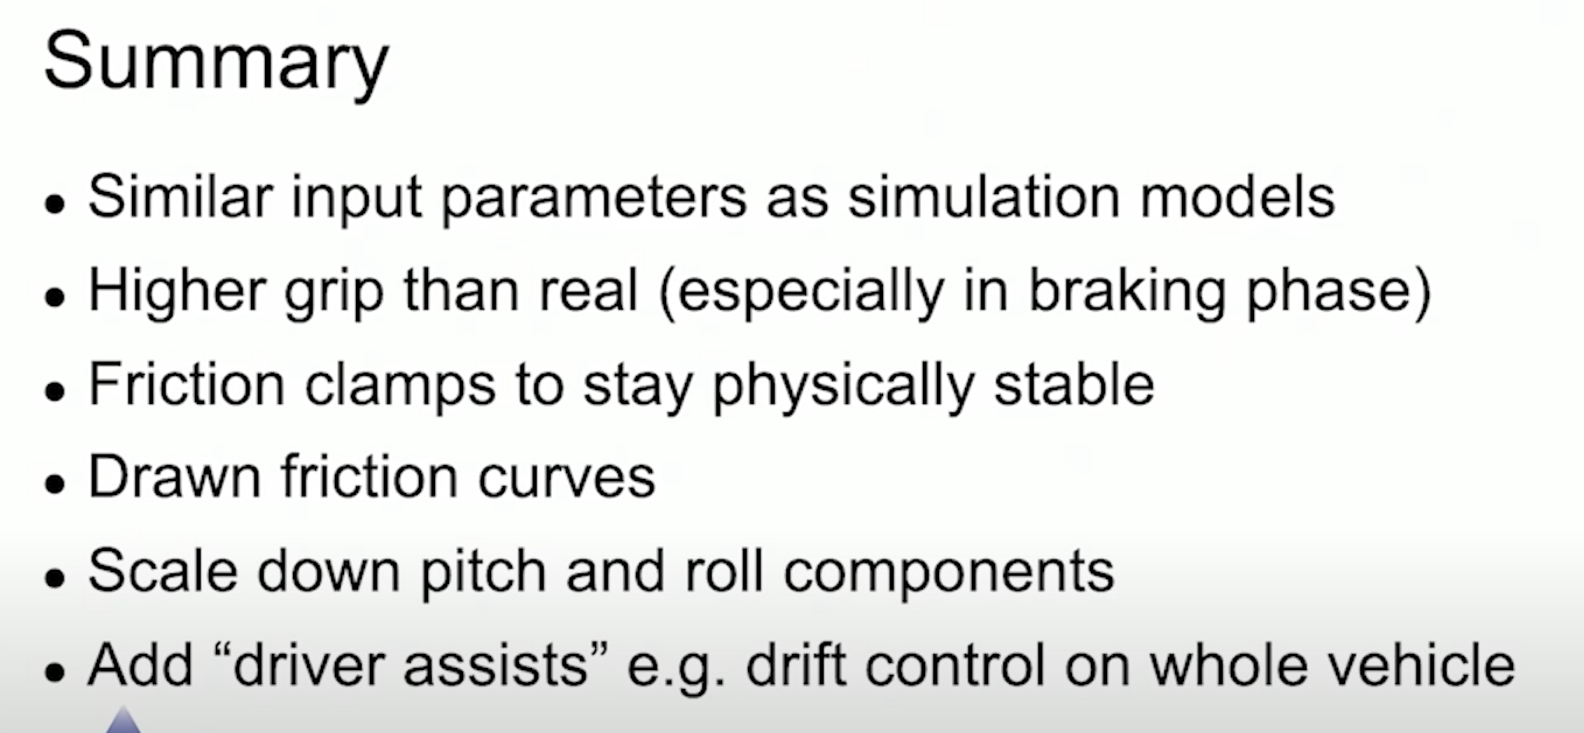 Summary
• Similar input parameters as simulation models
• Higher grip than real (especially in braking phase)
• Friction clamps to stay physically stable
• Drawn friction curves
• Scale down pitch and roll components
• Add “driver assists” e.g. drift control on whole vehicle